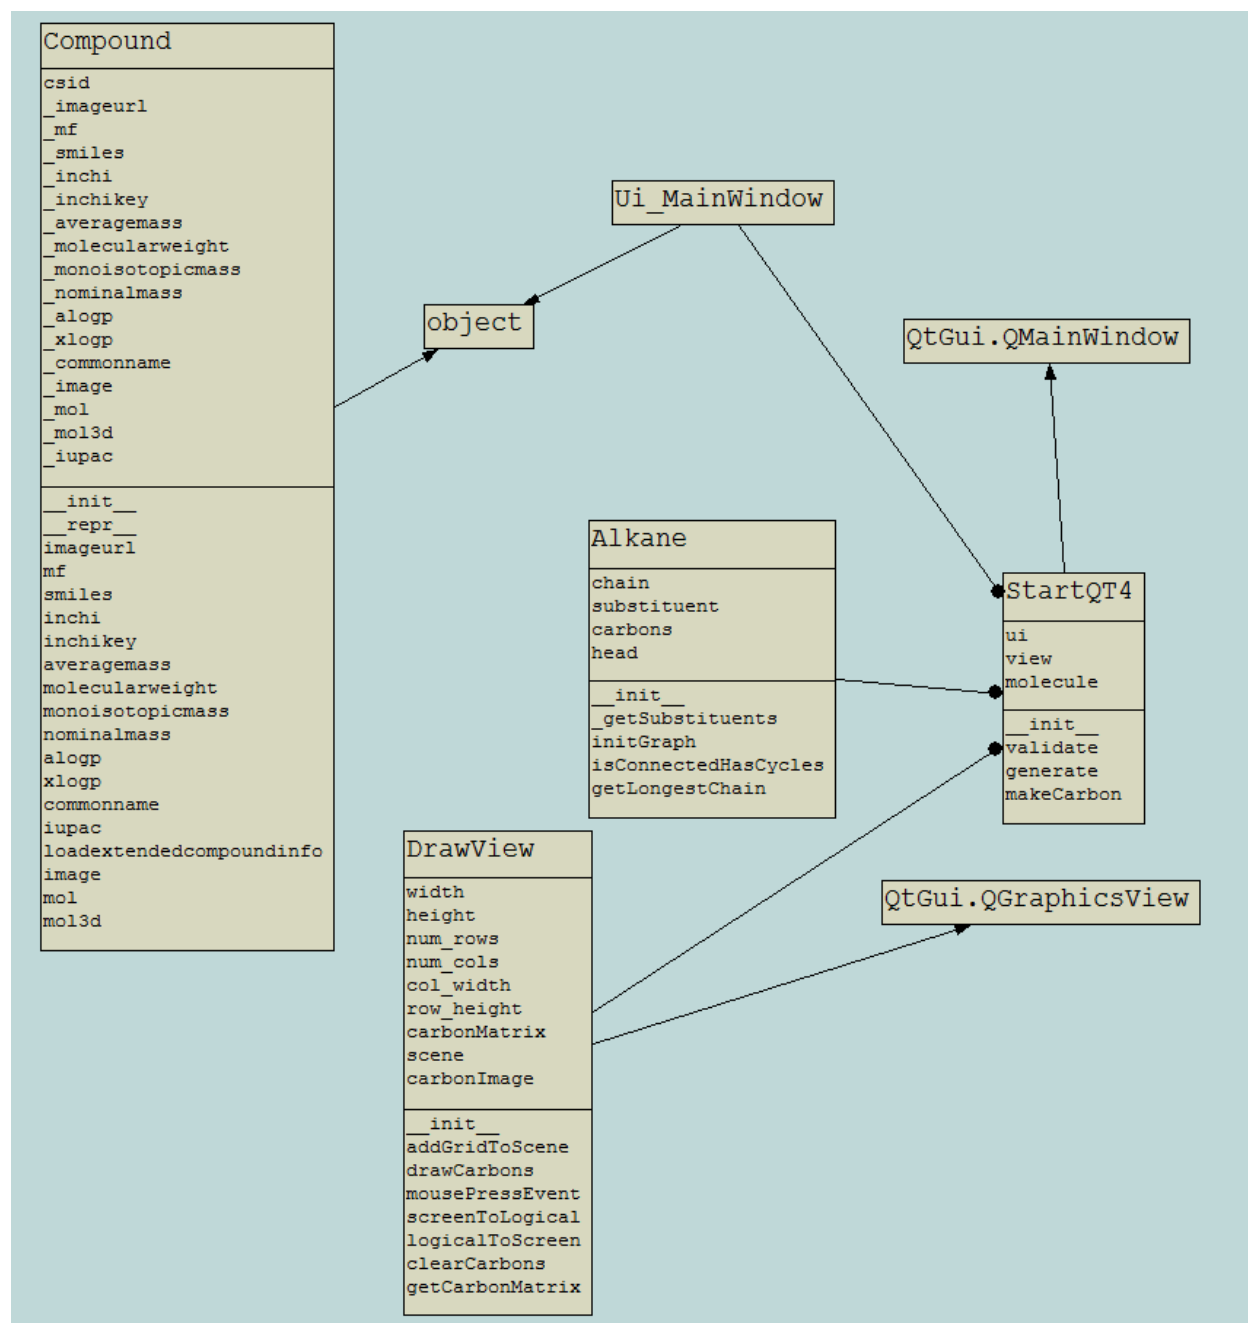 Compound
csid
_imageurl
_mf
_smiles
_inchi
_inchikey
_averagemass
_molecularweight
_monoisotopicmass
_nominalmass
_alogp
_xlogp
_commonname
_image
_mol
_mol3d
_iupac
__init__
__repr__
imageurl
mf
smiles
inchi
inchikey
averagemass
molecularweight
monoisotopicmass
nominalmass
alogp
xlogp
commonname
iupac
loadextendedcompoundinfo
image
mol
mol3d
Ui_MainWindow
object
QtGui.QMainWindow
Alkane
chain
substituent
carbons
head
__init__
_getSubstituents
initGraph
isConnectedHasCycles
getLongestChain
StartQT4
ui
view
molecule
__init__
validate
generate
makeCarbon
DrawView
width
height
num_rows
num_cols
col_width
row_height
carbonMatrix
scene
carbonImage
__init__
addGridToScene
drawCarbons
mousePressEvent
screenToLogical
logicalToScreen
clearCarbons
getCarbonMatrix
QtGui.QGraphicsView